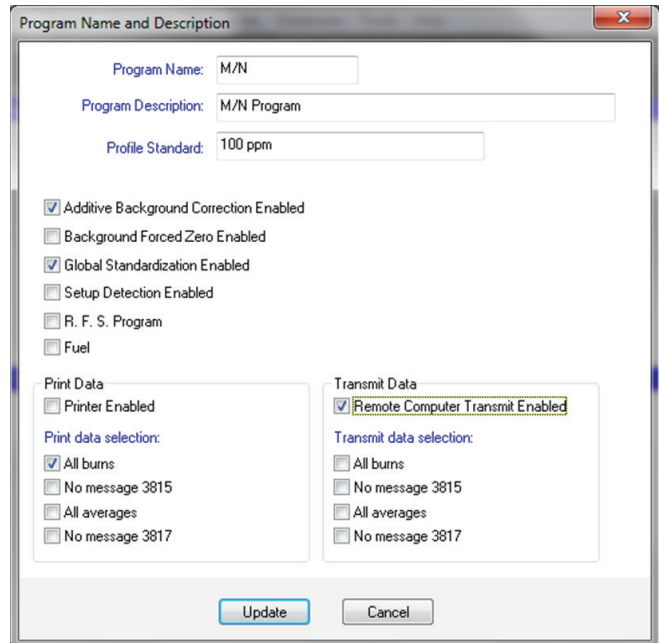 Program Name and Description
Program Name: M/N
Program Description: M/N Program
Profile Standard: 100 ppm
Additive Background Correction Enabled
Background Forced Zero Enabled
Global Standardization Enabled
Setup Detection Enabled
R. F. S. Program
Fuel
Print Data
Printer Enabled
Print data selection:
All burns
No message 3815
All averages
No message 3817
Transmit Data
Remote Computer Transmit Enabled
Transmit data selection:
All burns
No message 3815
All averages
No message 3817
Update Cancel